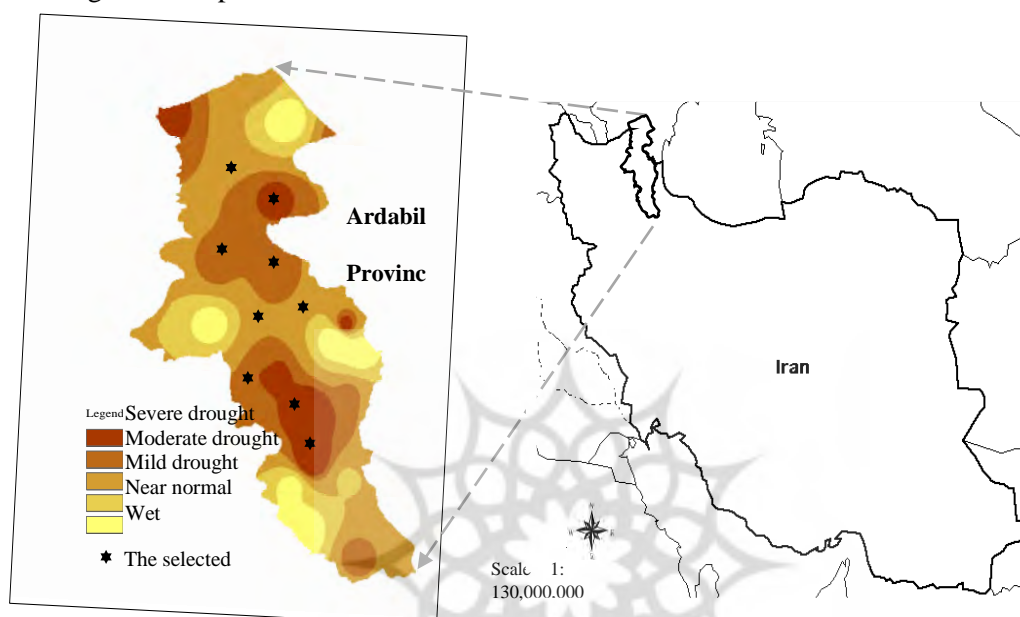 Ardabil
Provinc
Iran
Legend Severe drought
Moderate drought
Mild drought
Near normal
Wet
The selected
Scale 1:
130,000.000